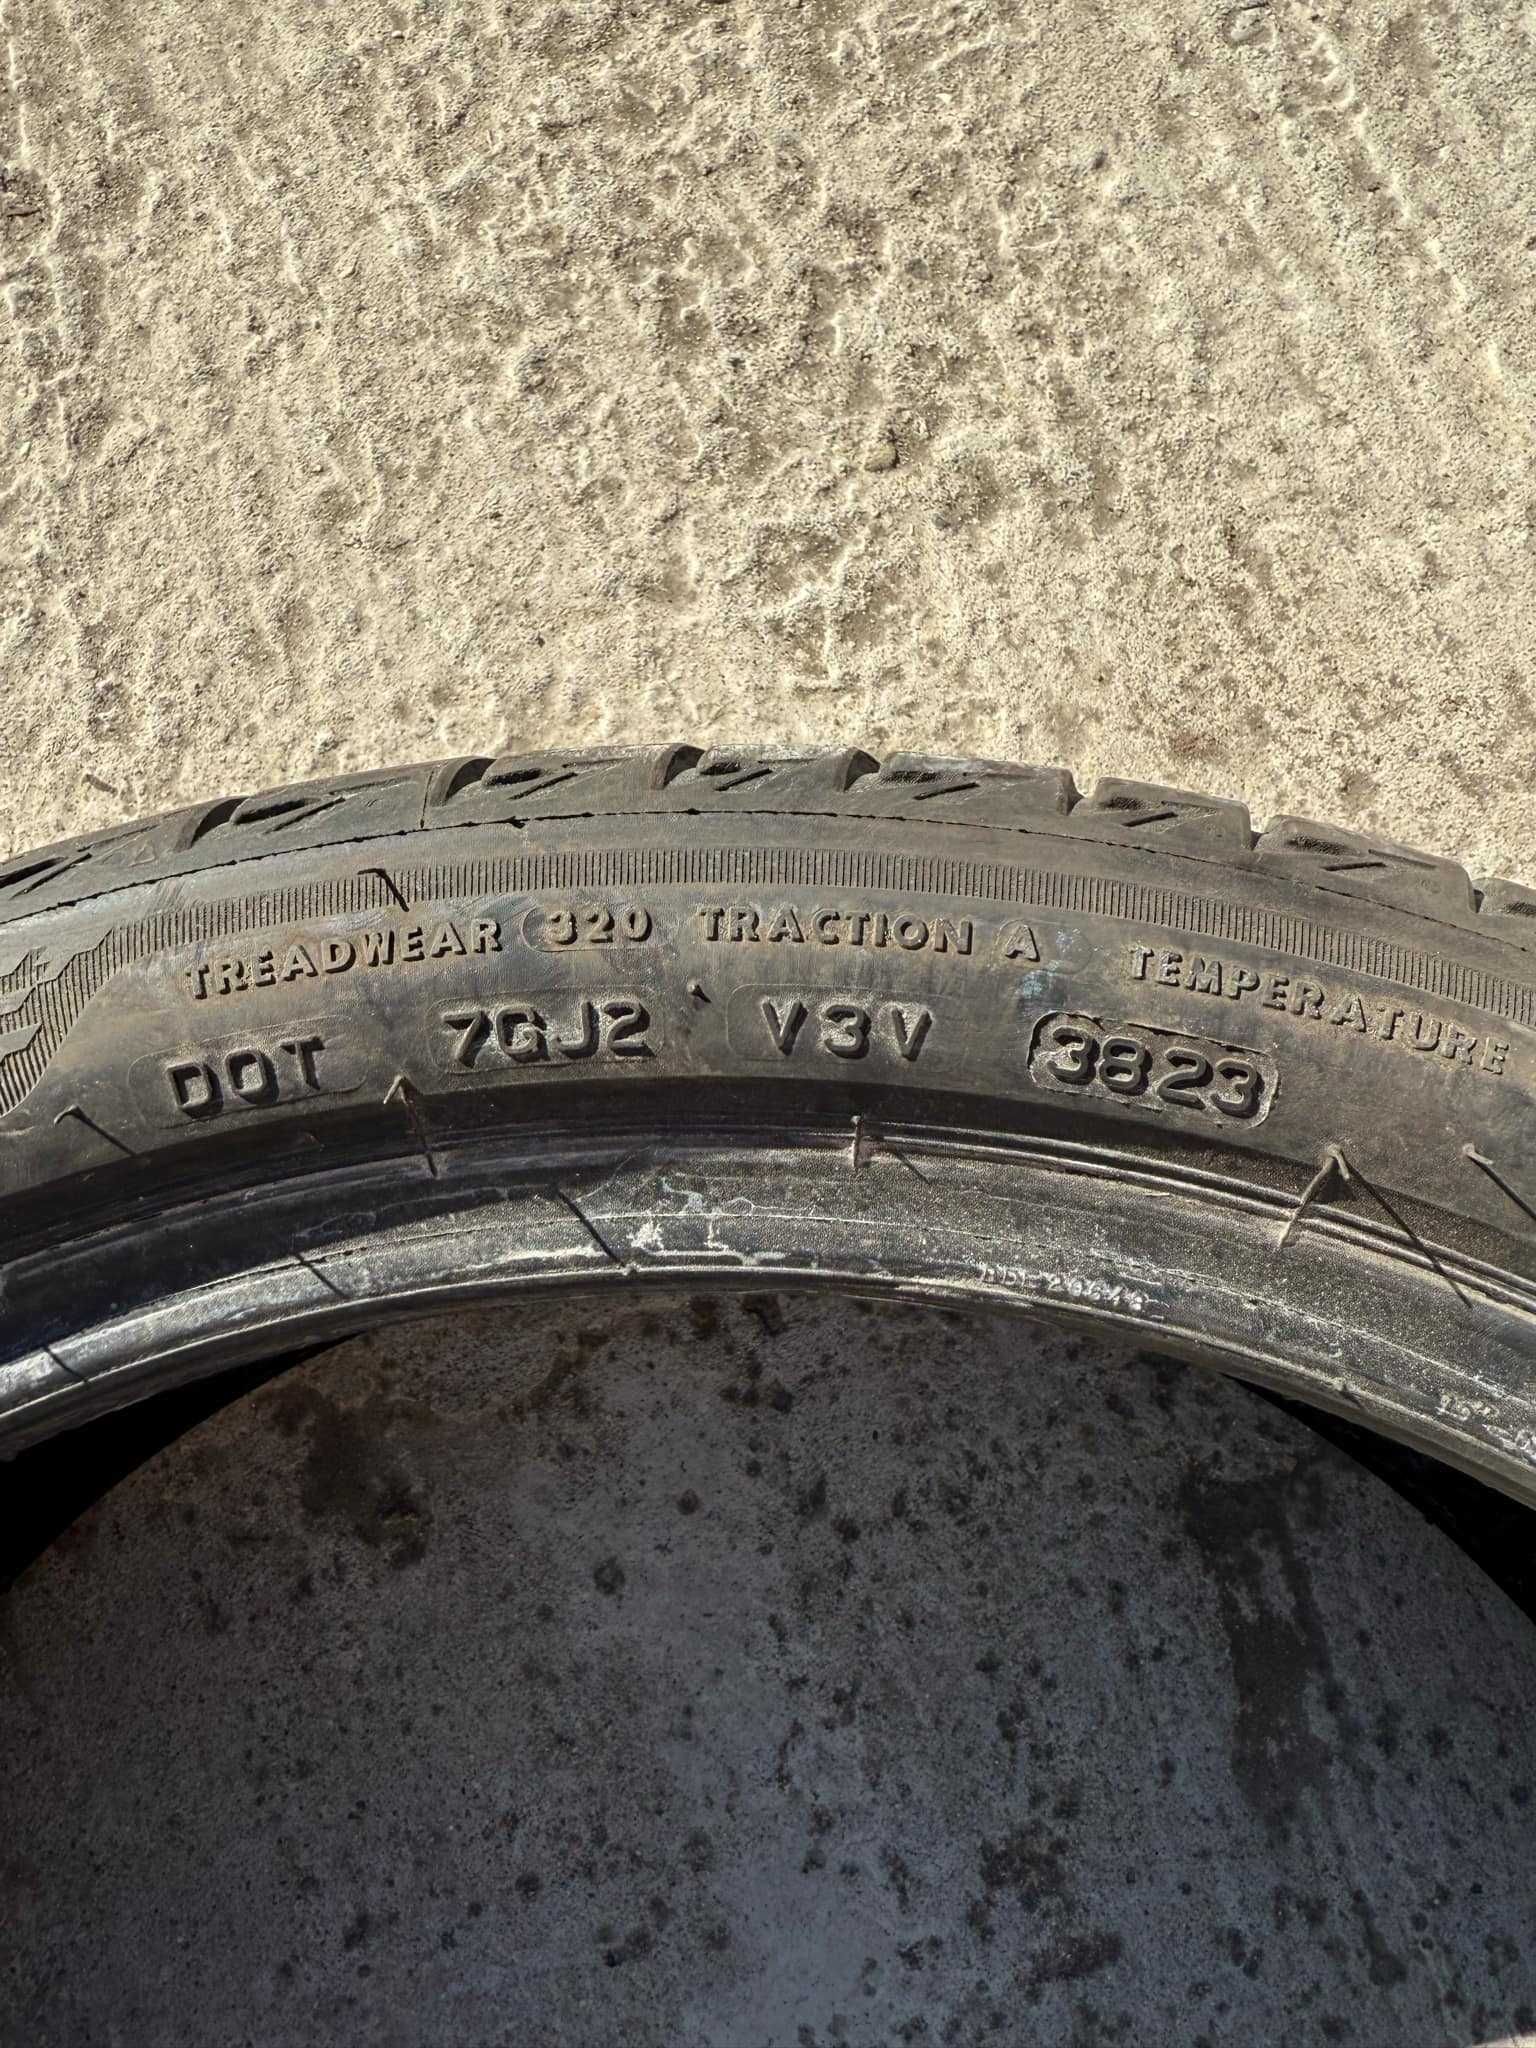 TREADWEAR 320 TRACTION A TEMPERATURE
DOT 7GJ2 V3V 3823